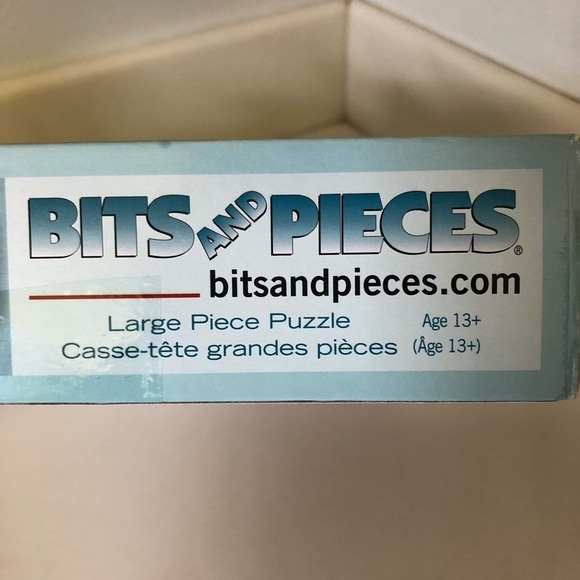 BITS AND PIECES®
bitsandpieces.com
Large Piece Puzzle Age 13+
Casse-tête grandes pièces (Âge 13+)